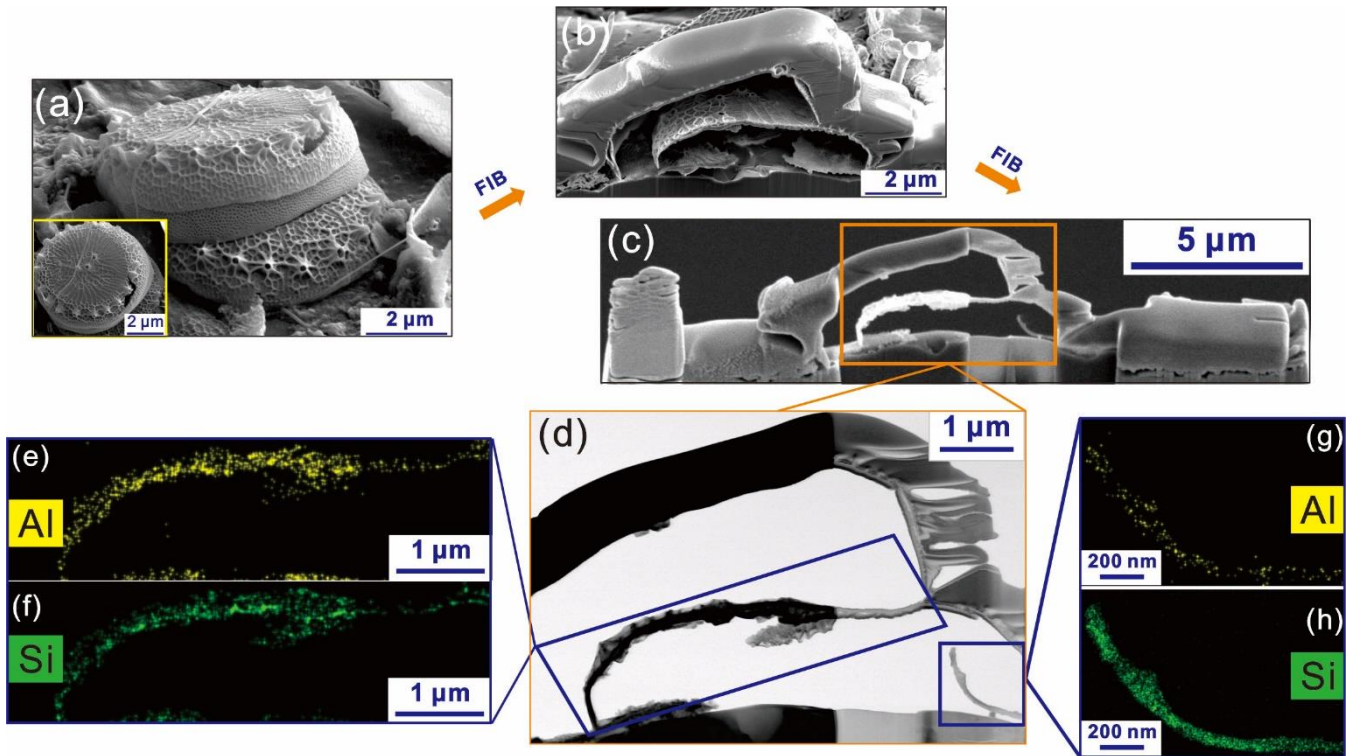 (a)
2 μm
2 μm
FIB
(b)
2 μm
FIB
(c)
5 μm
(d)
1 μm
(e)
Al
1 μm
(f)
Si
1 μm
(g)
Al
200 nm
(h)
Si
200 nm